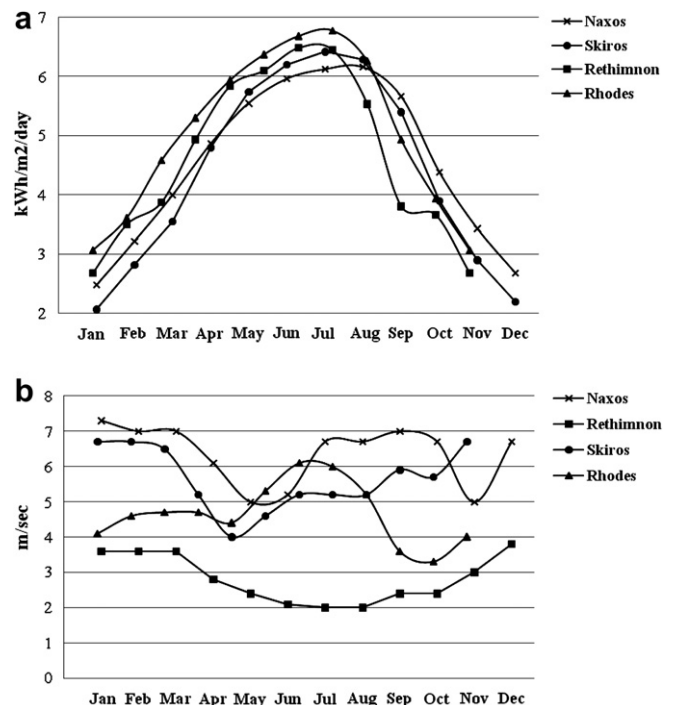 a
7
6
5
4
3
2
kWh/m2/day
Jan Feb Mar Apr May Jun Jul Aug Sep Oct Nov Dec
Naxos
Skiros
Rethimnon
Rhodes
b
8
7
6
5
4
3
2
1
0
m/sec
Jan Feb Mar Apr May Jun Jul Aug Sep Oct Nov Dec
Naxos
Rethimnon
Skiros
Rhodes